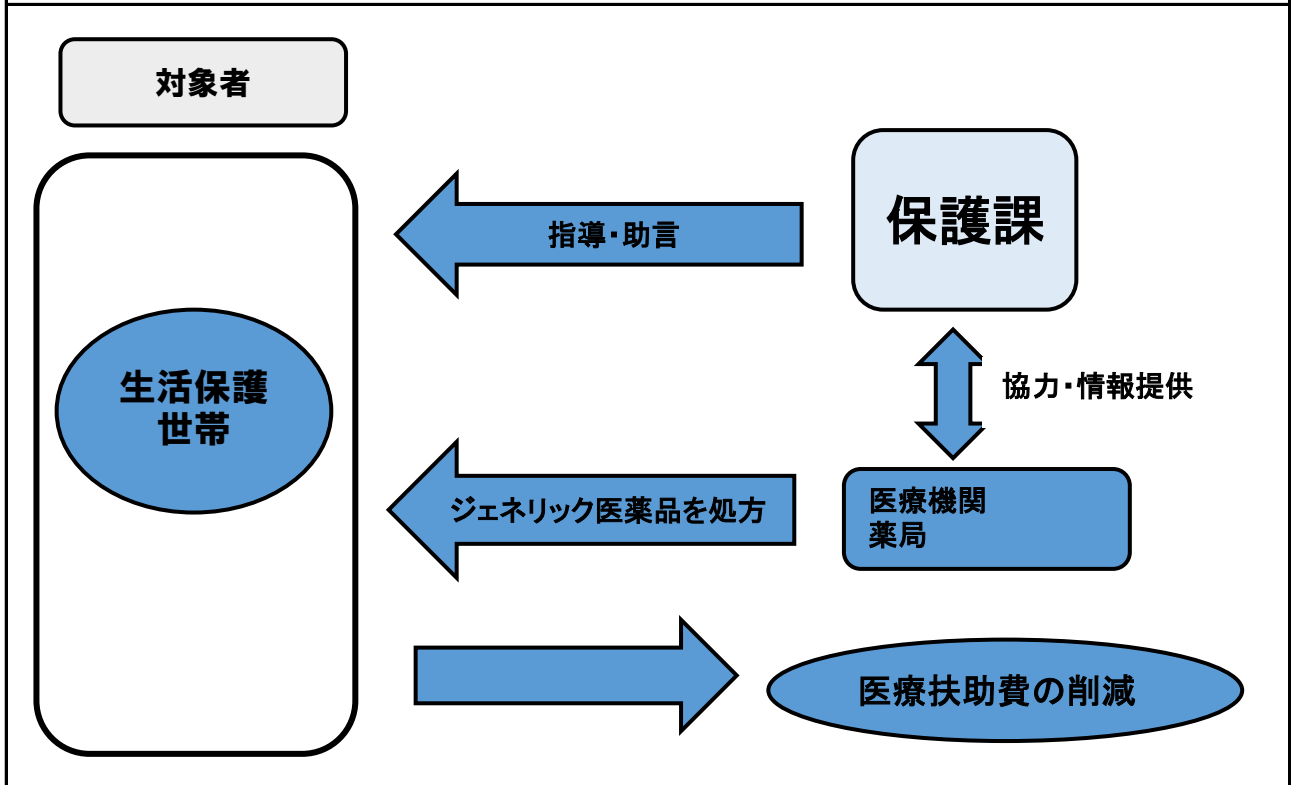 対象者
保護課
指導・助言
生活保護
世帯
協力・情報提供
ジェネリック医薬品を処方
医療機関
薬局
医療扶助費の削減